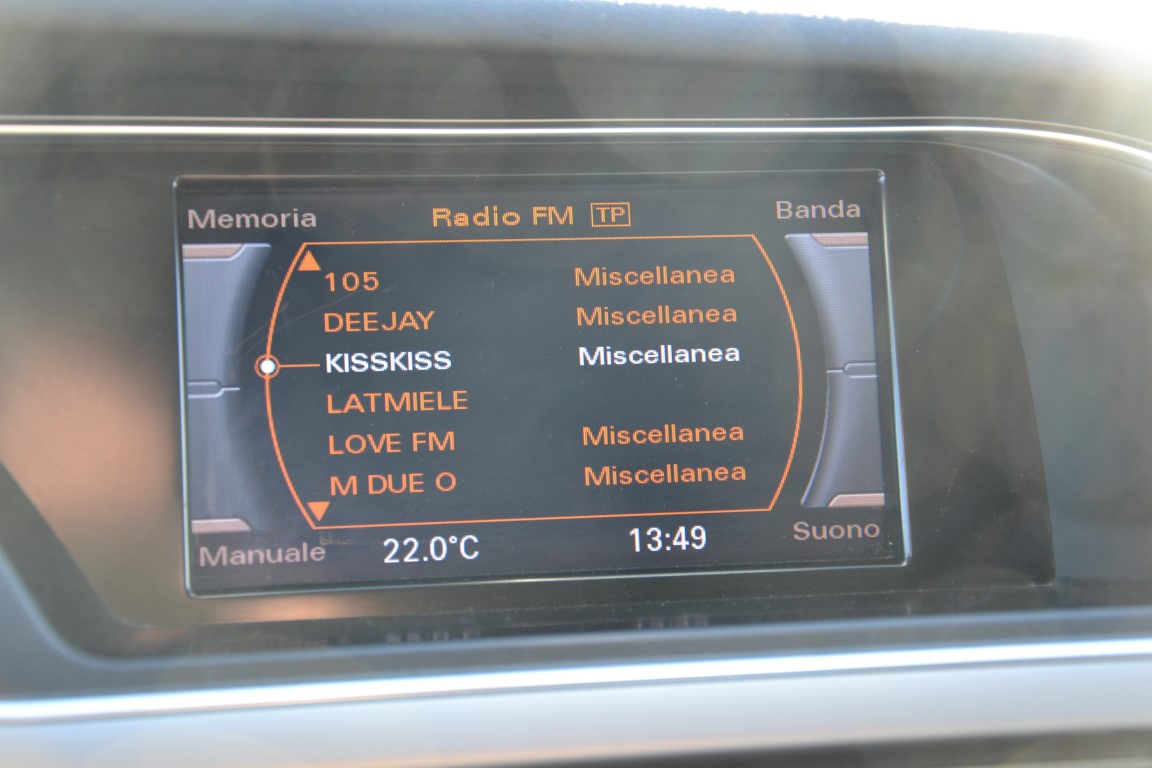 Memoria Radio FM TP Banda
105 Miscellanea
DEEJAY Miscellanea
KISSKISS Miscellanea
LATMIELE
LOVE FM Miscellanea
M DUE O Miscellanea
Manuale 22.0°C 13:49 Suono